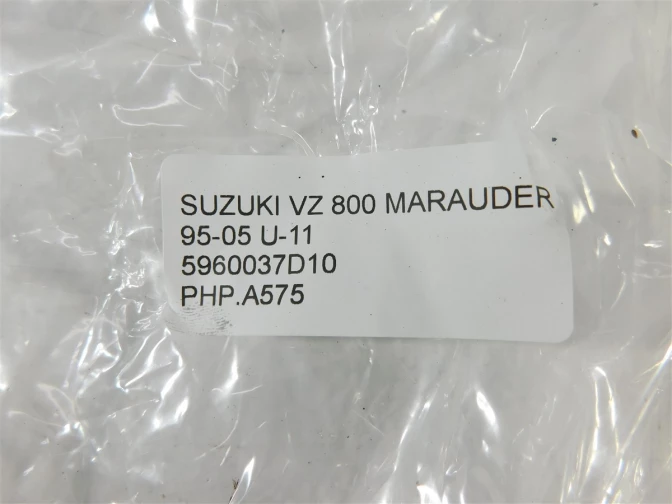 SUZUKI VZ 800 MARAUDER
95-05 U-11
5960037D10
PHP.A575